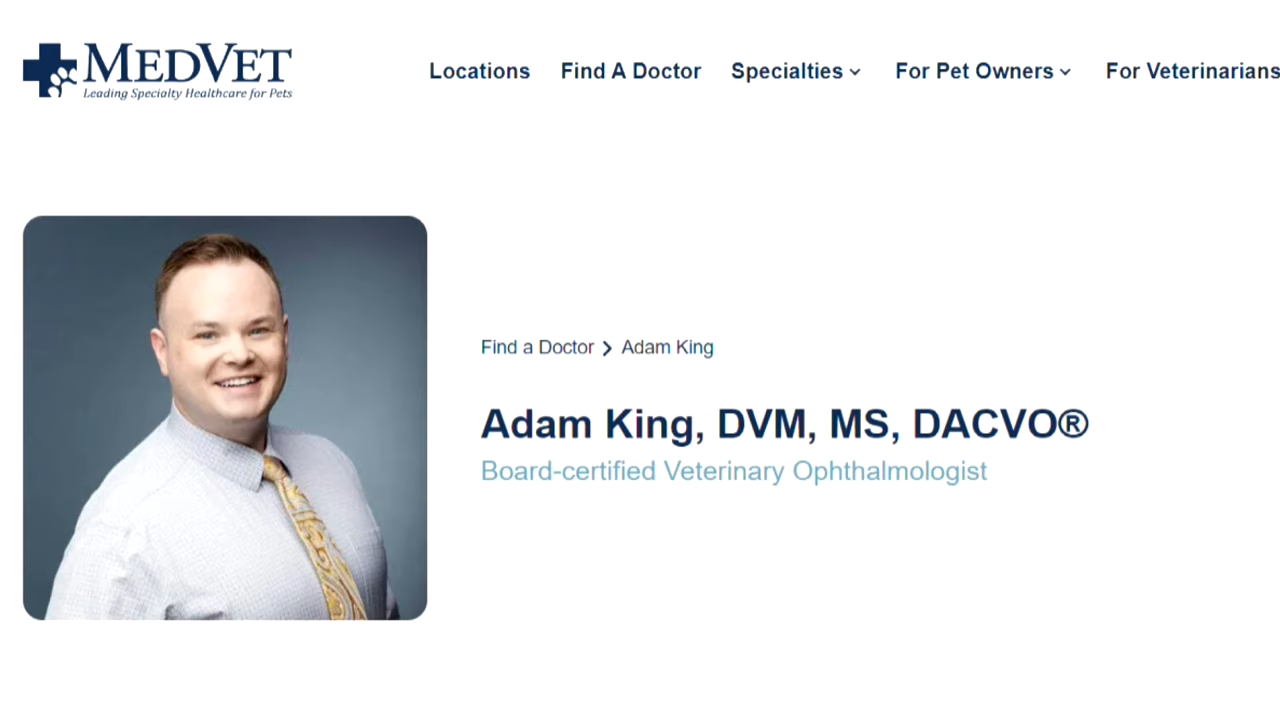 MEDVET
Leading Specialty Healthcare for Pets
Locations Find A Doctor Specialties For Pet Owners For Veterinarians
Find a Doctor > Adam King
Adam King, DVM, MS, DACVO®
Board-certified Veterinary Ophthalmologist